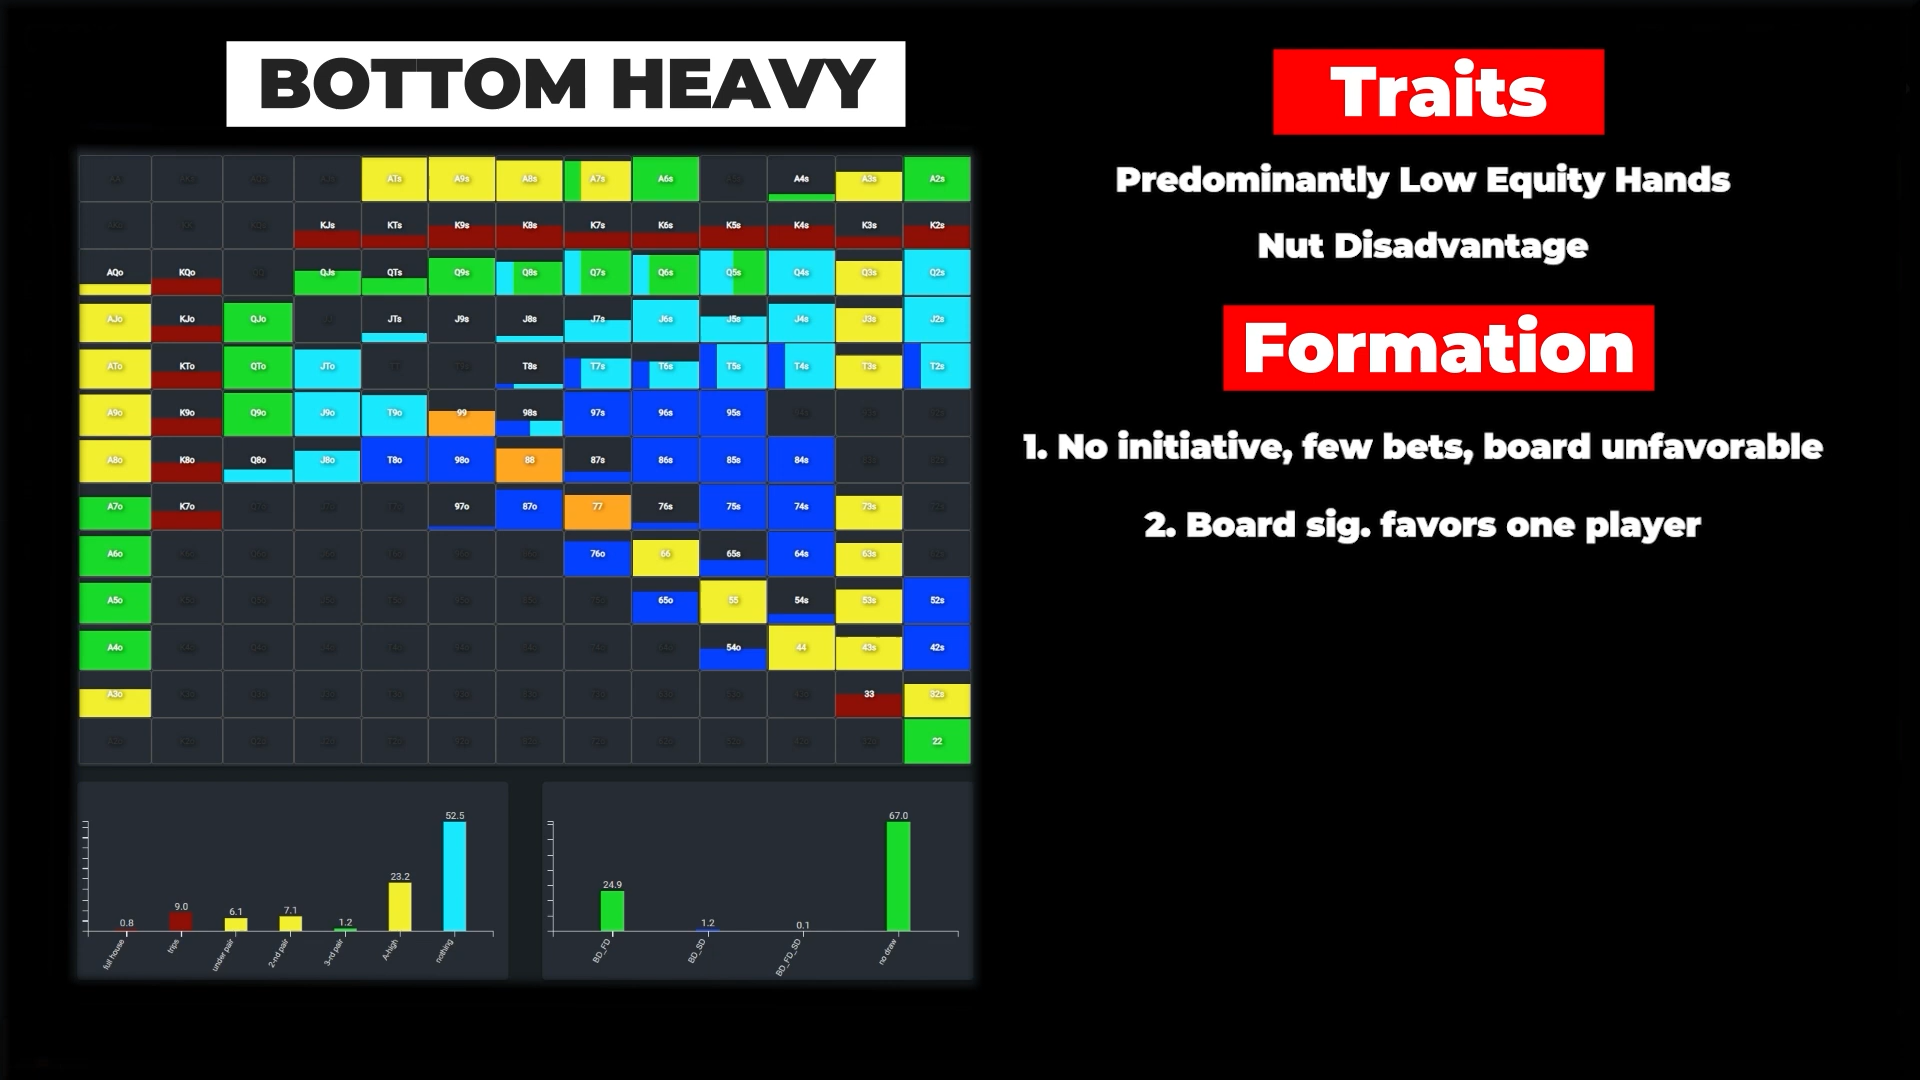 BOTTOM HEAVY
ATs A9s A8s A7s A6s A4s A3s A2s
KJs KTs K9s K8s K7s K6s K5s K4s K3s K2s
AQo KQo QJs QTs Q9s Q8s Q7s Q6s Q5s Q4s Q3s Q2s
AJo KJo QJo JTs J9s J8s J7s J6s J5s J4s J3s J2s
ATo KTo QTo JTo T8s T7s T6s T5s T4s T3s T2s
A9o K9o Q9o J9o T9o 99 98s 97s 96s 95s
A8o K8o Q8o J8o T8o 98o 88 87s 86s 85s 84s
A7o K7o 97o 87o 77 76s 75s 74s 73s
A6o 76o 66 65s 64s 63s
A5o 65o 55 54s 53s 52s
A4o 54o 44 43s 42s
A3o 33 32s
22
0.8 9.0 6.1 7.1 1.2 23.2 52.5
full house trips under pair 2-nd pair 3-rd pair A-high nothing
24.9 1.2 0.1 67.0
BD_FD BD_SD BD_FD_SD no draw
Traits
Predominantly Low Equity Hands
Nut Disadvantage
Formation
1. No initiative, few bets, board unfavorable
2. Board sig. favors one player